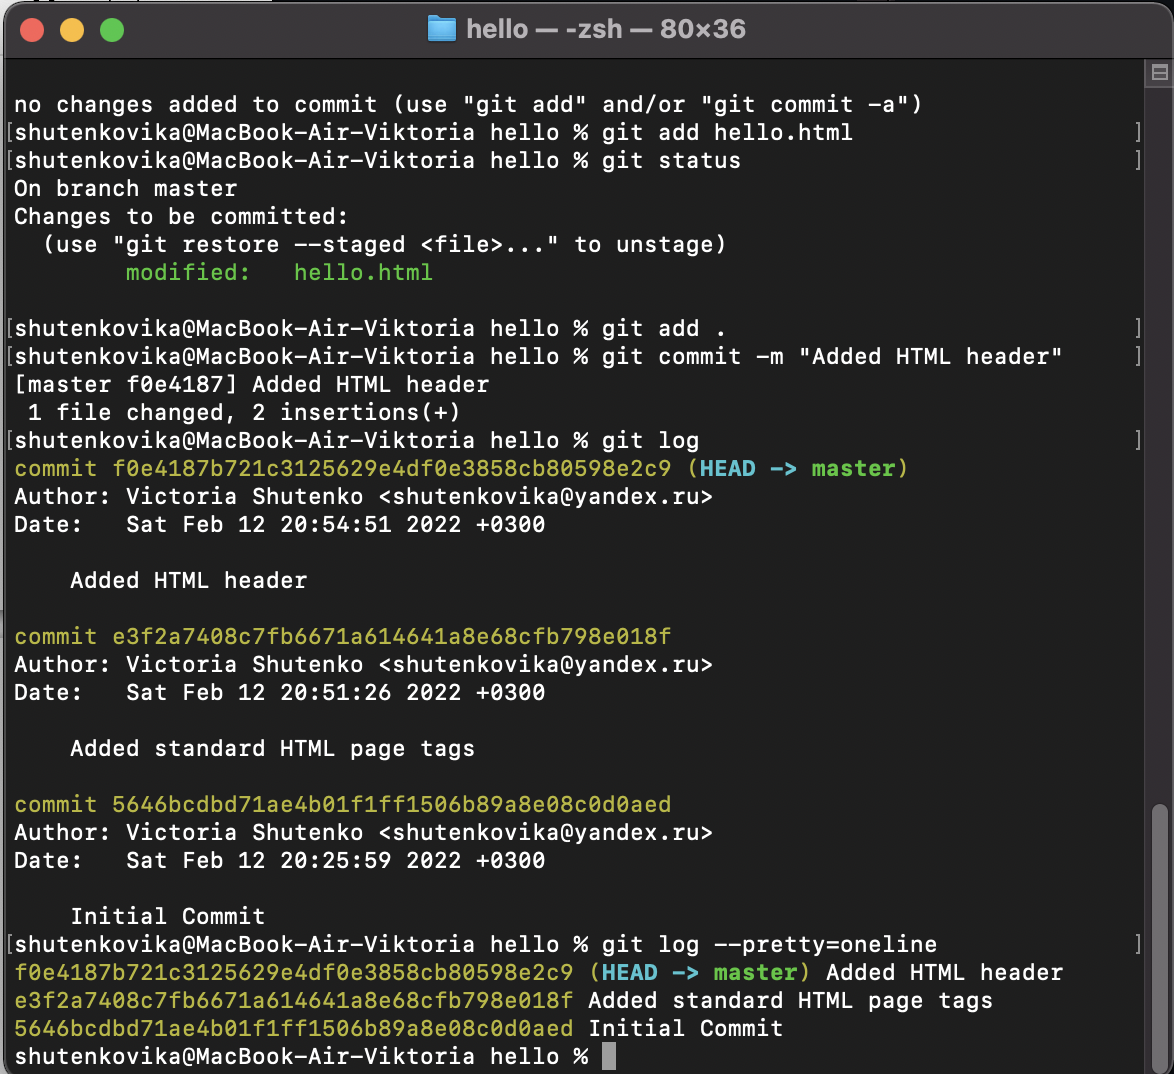 hello — -zsh — 80×36
no changes added to commit (use "git add" and/or "git commit -a")
[shutenkovika@MacBook-Air-Viktoria hello % git add hello.html ]
[shutenkovika@MacBook-Air-Viktoria hello % git status ]
On branch master
Changes to be committed:
  (use "git restore --staged <file>..." to unstage)
        modified:   hello.html
[shutenkovika@MacBook-Air-Viktoria hello % git add . ]
[shutenkovika@MacBook-Air-Viktoria hello % git commit -m "Added HTML header" ]
[master f0e4187] Added HTML header
 1 file changed, 2 insertions(+)
[shutenkovika@MacBook-Air-Viktoria hello % git log ]
commit f0e4187b721c3125629e4df0e3858cb80598e2c9 (HEAD -> master)
Author: Victoria Shutenko <shutenkovika@yandex.ru>
Date:   Sat Feb 12 20:54:51 2022 +0300
    Added HTML header
commit e3f2a7408c7fb6671a614641a8e68cfb798e018f
Author: Victoria Shutenko <shutenkovika@yandex.ru>
Date:   Sat Feb 12 20:51:26 2022 +0300
    Added standard HTML page tags
commit 5646bcdbd71ae4b01f1ff1506b89a8e08c0d0aed
Author: Victoria Shutenko <shutenkovika@yandex.ru>
Date:   Sat Feb 12 20:25:59 2022 +0300
    Initial Commit
[shutenkovika@MacBook-Air-Viktoria hello % git log --pretty=oneline ]
f0e4187b721c3125629e4df0e3858cb80598e2c9 (HEAD -> master) Added HTML header
e3f2a7408c7fb6671a614641a8e68cfb798e018f Added standard HTML page tags
5646bcdbd71ae4b01f1ff1506b89a8e08c0d0aed Initial Commit
shutenkovika@MacBook-Air-Viktoria hello %